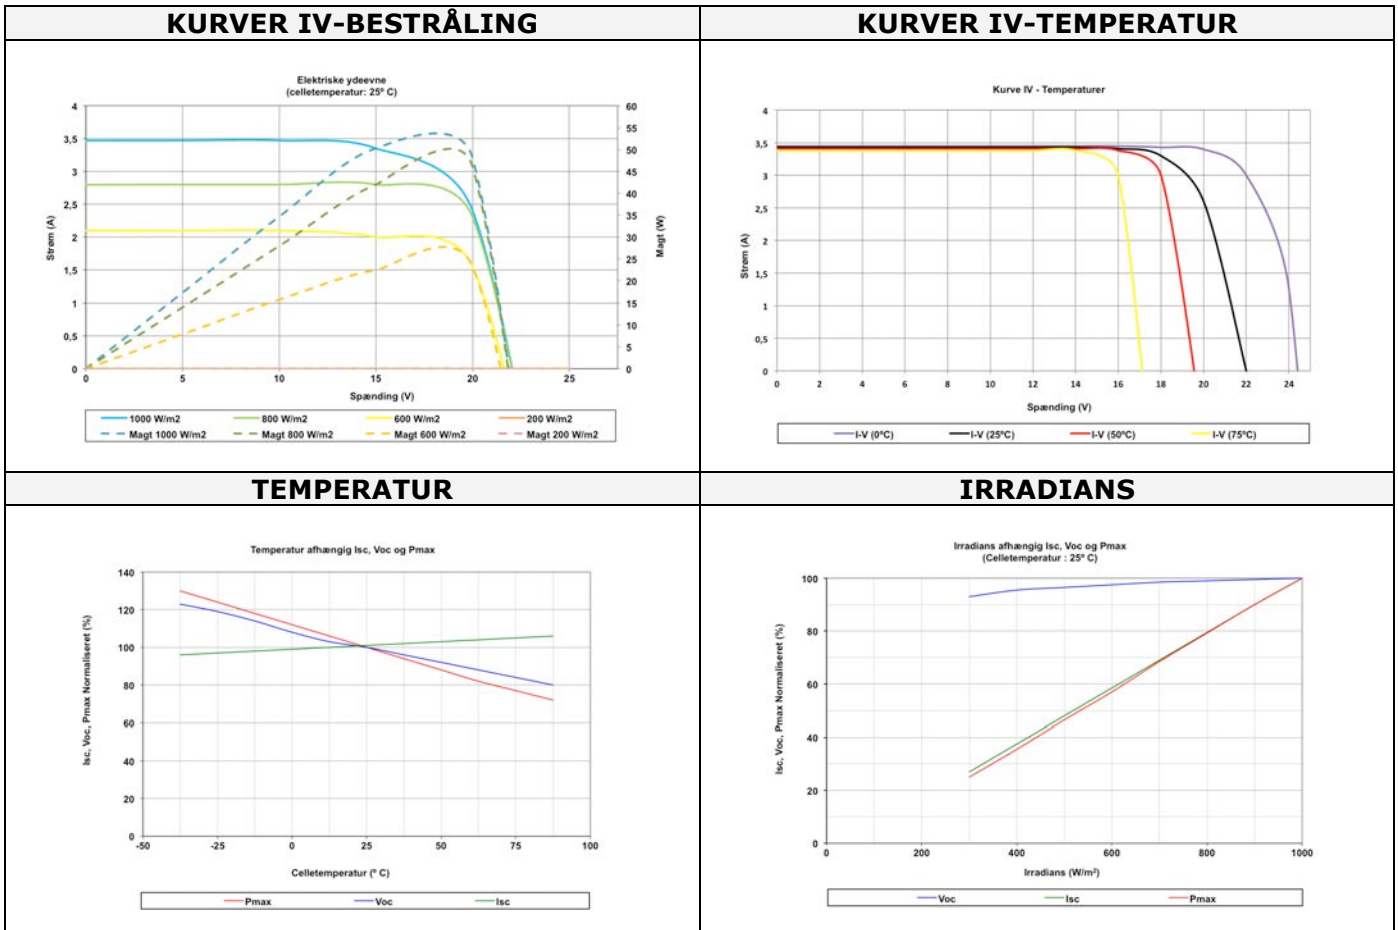 KURVER IV-BESTRÅLING
KURVER IV-TEMPERATUR
Elektriske ydeevne
(celletemperatur: 25º C)
4
3,5
3
2,5
2
1,5
1
0,5
0
Strøm (A)
60
55
50
45
40
35
30
25
20
15
10
5
0
Magt (W)
0 5 10 15 20 25
Spænding (V)
1000 W/m2 800 W/m2 600 W/m2 200 W/m2
Magt 1000 W/m2 Magt 800 W/m2 Magt 600 W/m2 Magt 200 W/m2
Kurve IV - Temperaturer
4
3,5
3
2,5
2
1,5
1
0,5
0
Strøm (A)
0 2 4 6 8 10 12 14 16 18 20 22 24
Spænding (V)
I-V (0ºC) I-V (25ºC) I-V (50ºC) I-V (75ºC)
TEMPERATUR
IRRADIANS
Temperatur afhængig Isc, Voc og Pmax
140
120
100
80
60
40
20
0
Isc, Voc, Pmax Normaliseret (%)
-50 -25 0 25 50 75 100
Celletemperatur (º C)
Pmax Voc Isc
Irradians afhængig Isc, Voc og Pmax
(Celletemperatur : 25º C)
100
80
60
40
20
0
Isc, Voc, Pmax Normaliseret (%)
0 200 400 600 800 1000
Irradians (W/m²)
Voc Isc Pmax